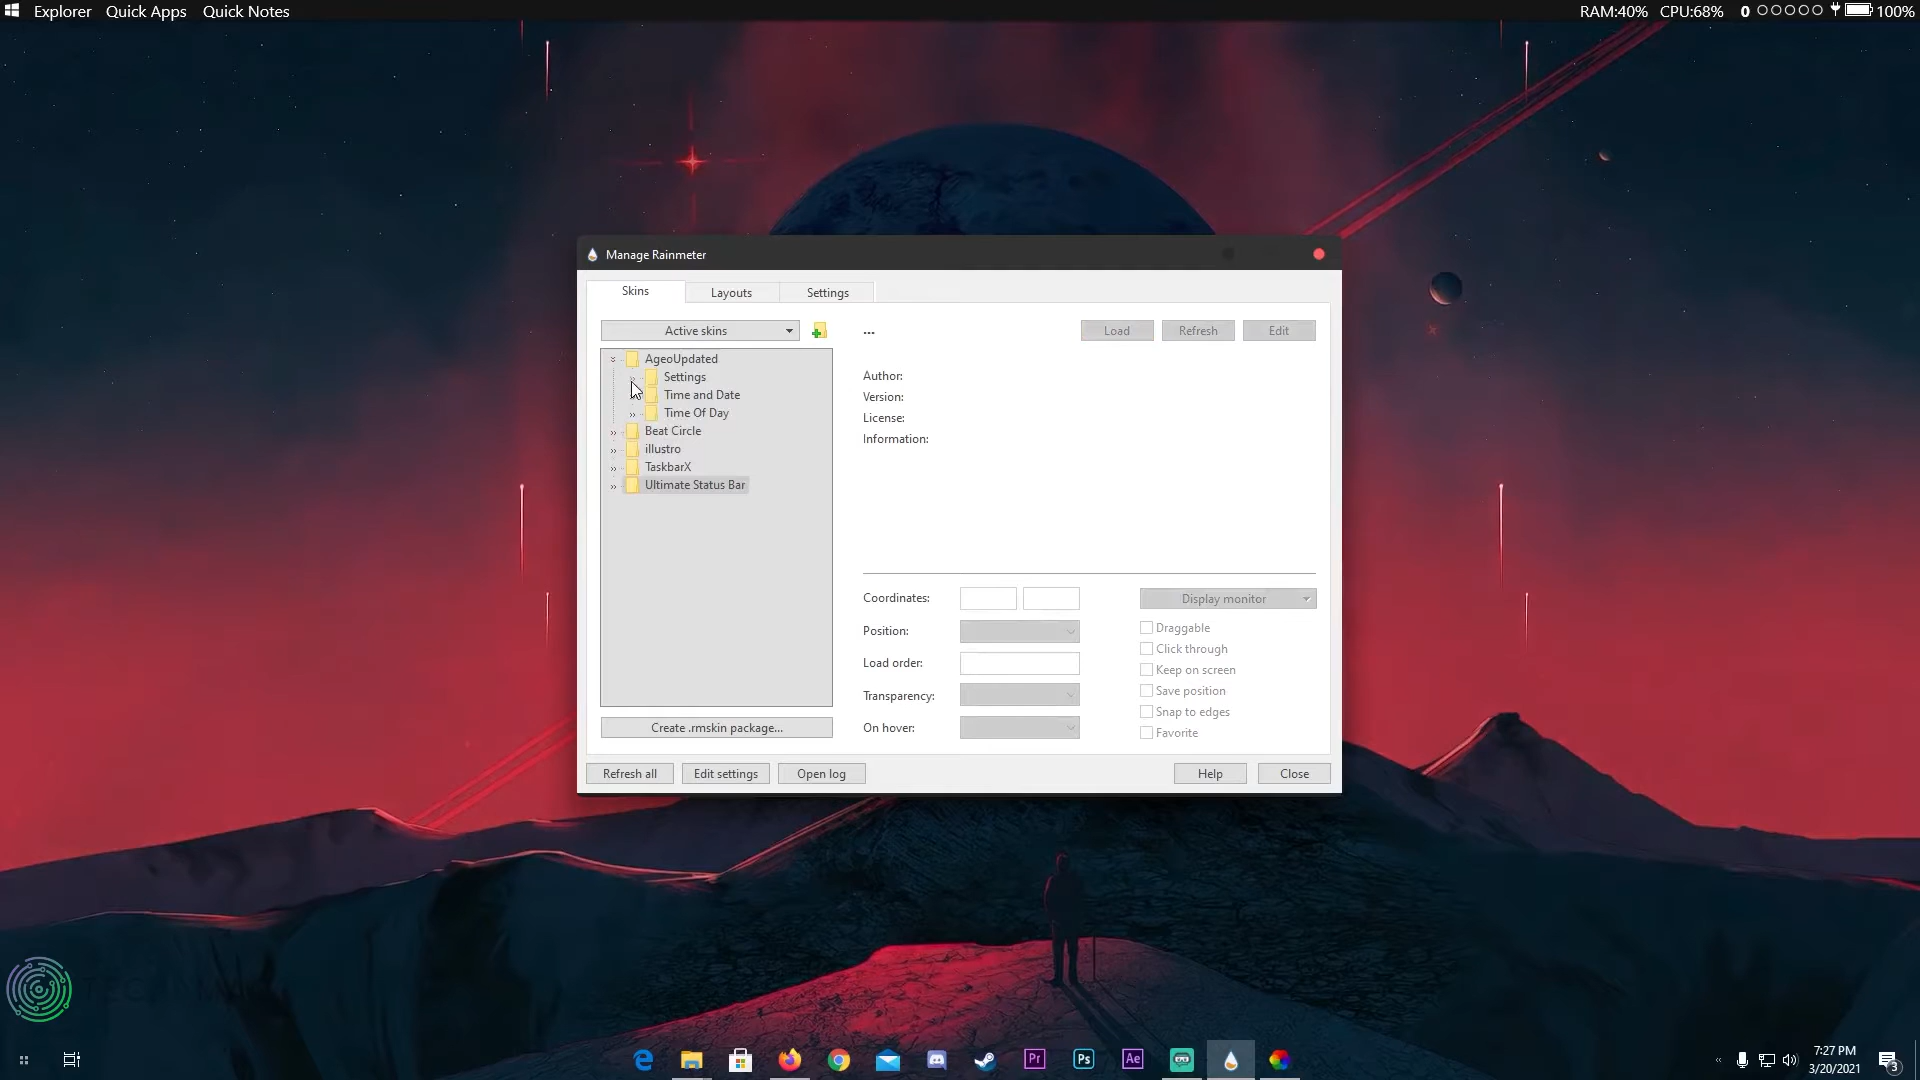 Explorer Quick Apps Quick Notes RAM:40% CPU:68% 0 100%
Manage Rainmeter
Skins Layouts Settings
Active skins ... Load Refresh Edit
AgeoUpdated
Settings
Time and Date
Time Of Day
Beat Circle
illustro
TaskbarX
Ultimate Status Bar
Author:
Version:
License:
Information:
Coordinates: Display monitor
Position: Draggable
Click through
Load order: Keep on screen
Transparency: Save position
Snap to edges
Create .rmskin package... On hover: Favorite
Refresh all Edit settings Open log Help Close
Pr Ps Ae
7:27 PM
3/20/2021
3